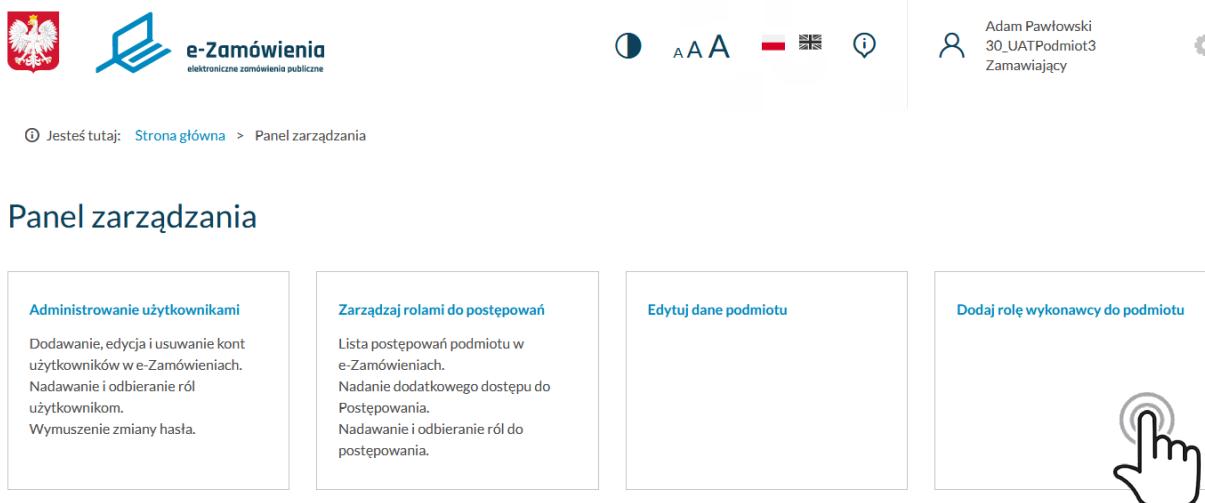 e-Zamówienia
elektroniczne zamówienia publiczne
A A A
Adam Pawłowski
30_UATPodmiot3
Zamawiający
Jesteś tutaj: Strona główna > Panel zarządzania
Panel zarządzania
Administrowanie użytkownikami
Dodawanie, edycja i usuwanie kont
użytkowników w e-Zamówieniach.
Nadawanie i odbieranie ról
użytkownikom.
Wymuszenie zmiany hasła.
Zarządzaj rolami do postępowań
Lista postępowań podmiotu w
e-Zamówieniach.
Nadanie dodatkowego dostępu do
Postępowania.
Nadawanie i odbieranie ról do
postępowania.
Edytuj dane podmiotu
Dodaj rolę wykonawcy do podmiotu